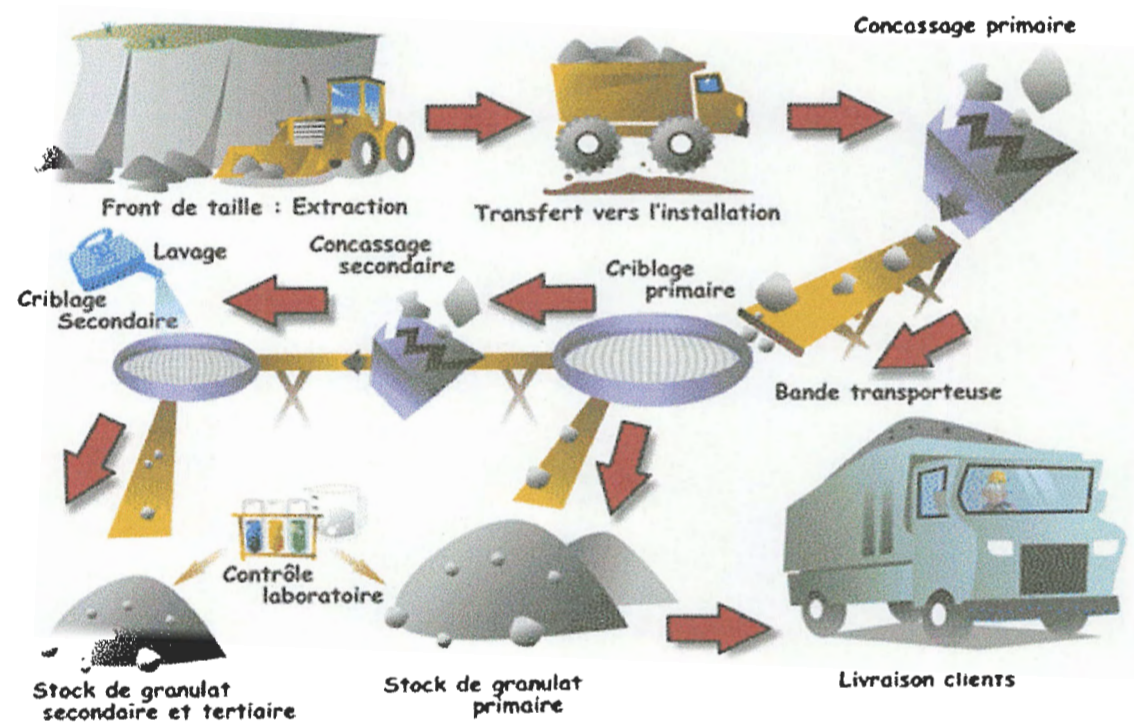 Concassage primaire
Front de taille : Extraction
Transfert vers l'installation
Lavage
Concassage
secondaire
Criblage
primaire
Criblage
Secondaire
Bande transporteuse
Contrôle
laboratoire
Stock de granulat
secondaire et tertiaire
Stock de granulat
primaire
Livraison clients